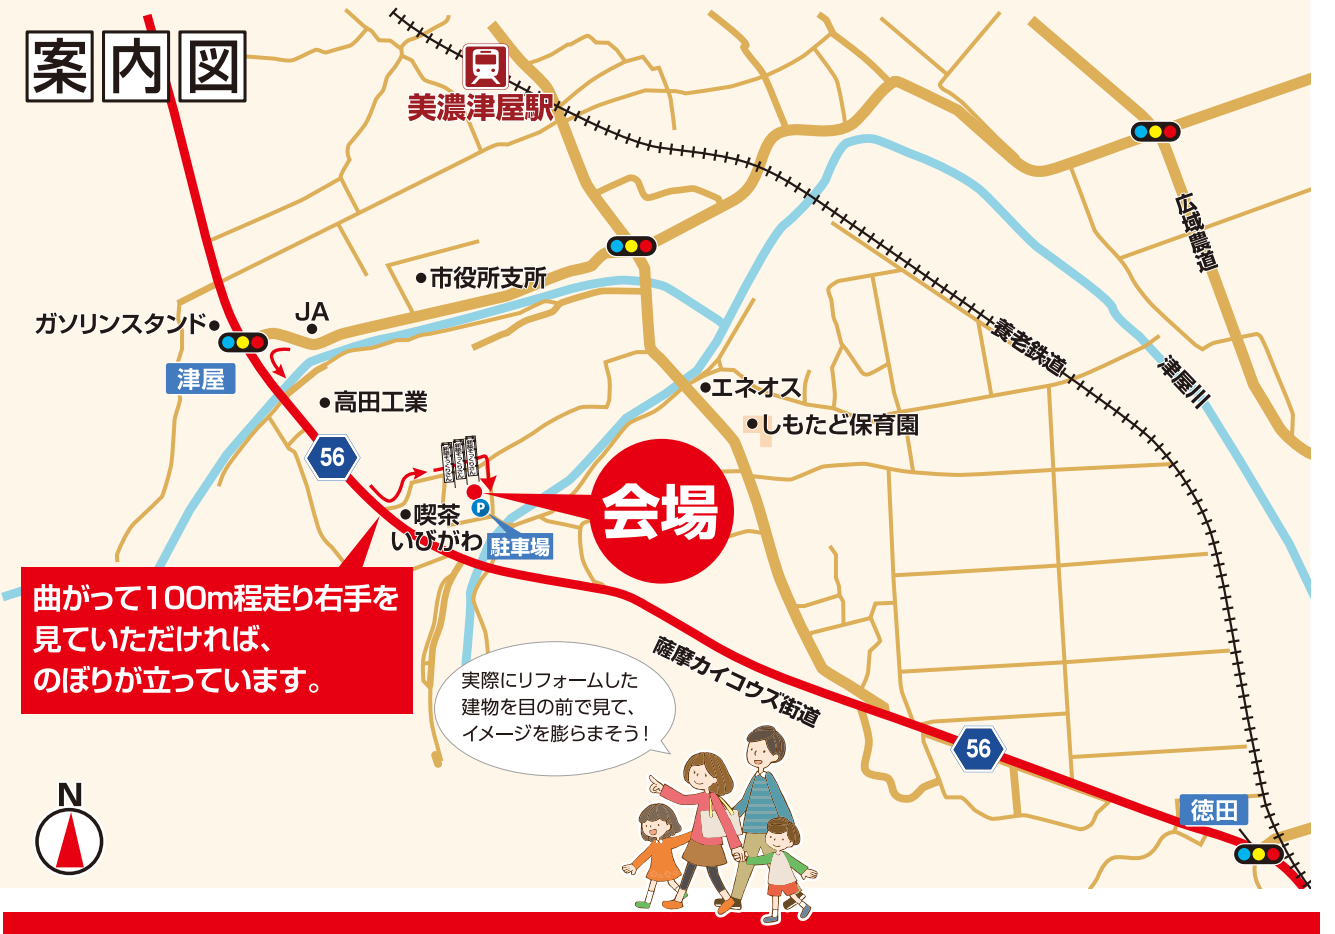 案内図
美濃津屋駅
広域農道
市役所支所
ガソリンスタンド
JA
津屋
高田工業
養老鉄道
津屋川
エネオス
しもたど保育園
56
会場
P
喫茶
いびがわ
駐車場
曲がって100m程走り右手を
見ていただければ、
のぼりが立っています。
薩摩カイコウズ街道
実際にリフォームした
建物を目の前で見て、
イメージを膨らまそう！
56
徳田
N